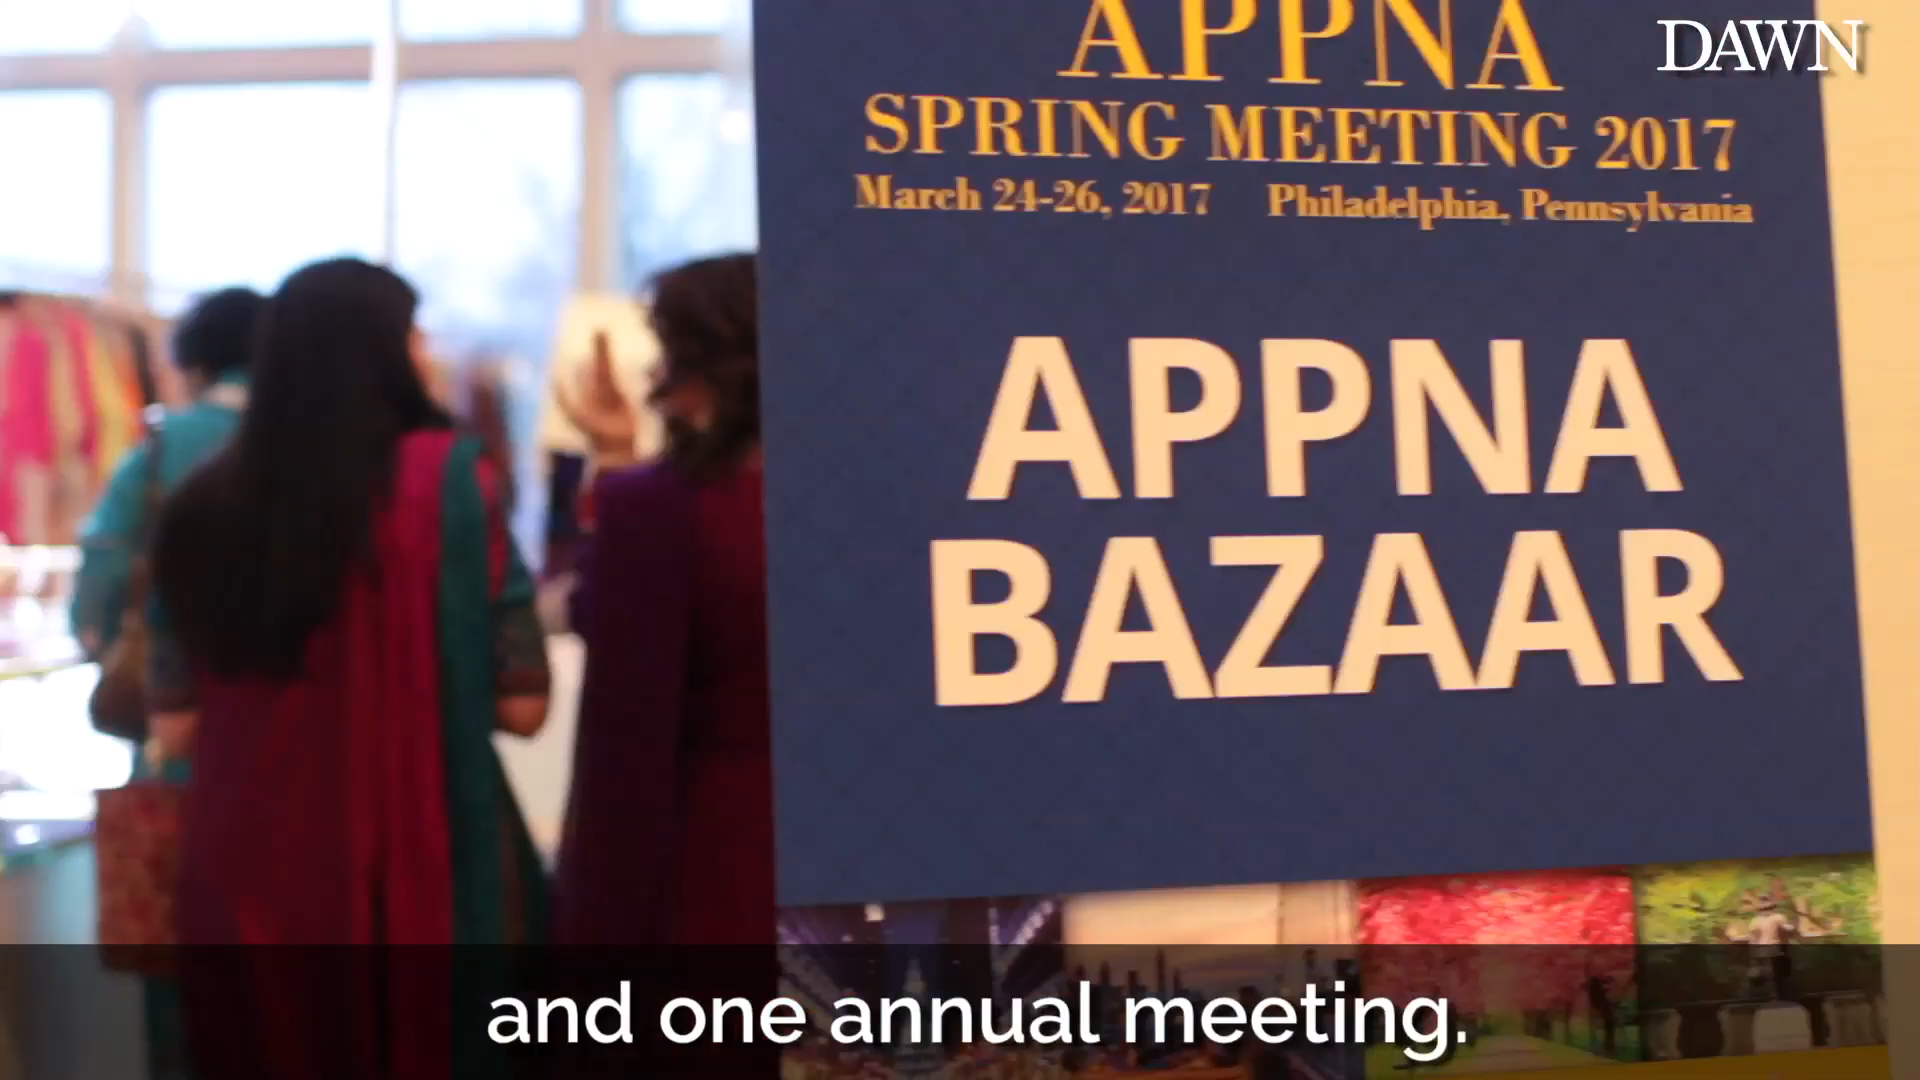 DAWN
APPNA
SPRING MEETING 2017
March 24-26, 2017 Philadelphia, Pennsylvania
APPNA
BAZAAR
and one annual meeting.